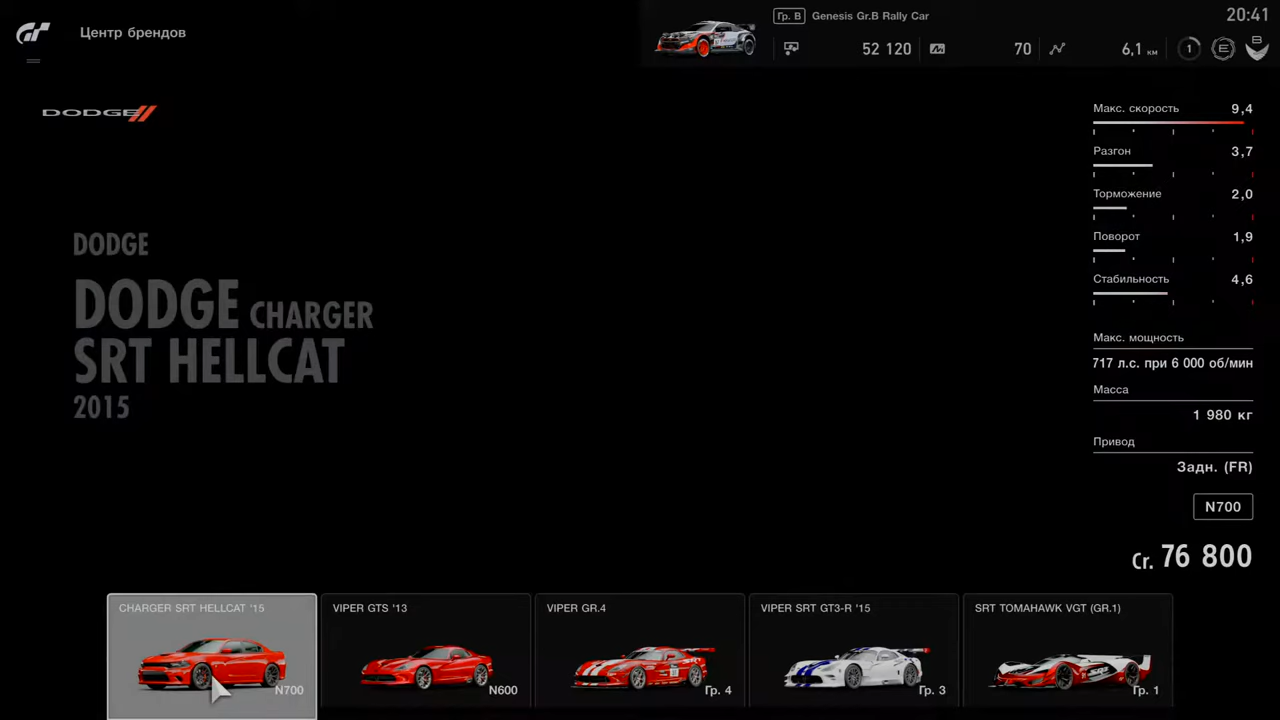 Центр брендов
Гр. B Genesis Gr.B Rally Car
20:41
52 120
70
6,1 км
1
E
B
DODGE
Макс. скорость 9,4
Разгон 3,7
Торможение 2,0
Поворот 1,9
Стабильность 4,6
Макс. мощность
717 л.с. при 6 000 об/мин
Масса
1 980 кг
Привод
Задн. (FR)
N700
Cr. 76 800
DODGE
DODGE CHARGER
SRT HELLCAT
2015
CHARGER SRT HELLCAT '15
N700
VIPER GTS '13
N600
VIPER GR.4
Гр. 4
VIPER SRT GT3-R '15
Гр. 3
SRT TOMAHAWK VGT (GR.1)
Гр. 1